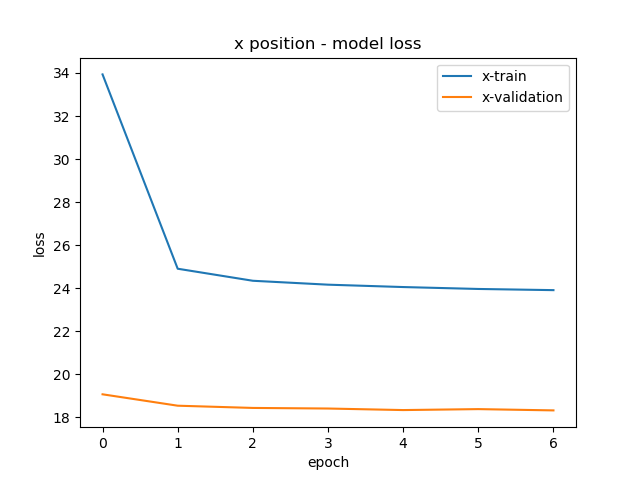 x position - model loss
34
32
30
28
26
24
22
20
18
loss
x-train
x-validation
0 1 2 3 4 5 6
epoch